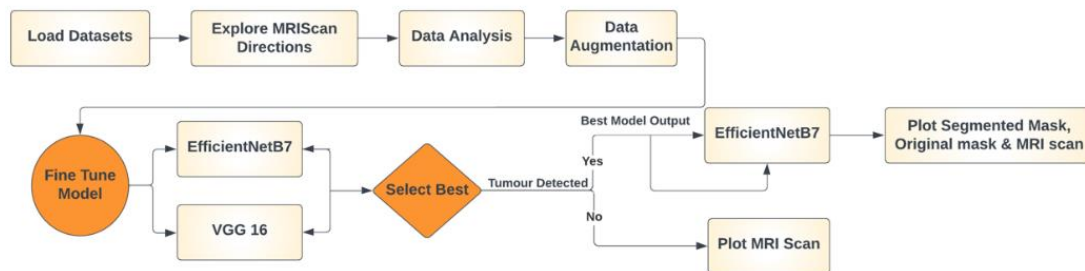 Load Datasets
Explore MRIScan
Directions
Data Analysis
Data
Augmentation
Fine Tune
Model
EfficientNetB7
VGG 16
Select Best
Tumour Detected
Best Model Output
Yes
No
EfficientNetB7
Plot Segmented Mask,
Original mask & MRI scan
Plot MRI Scan